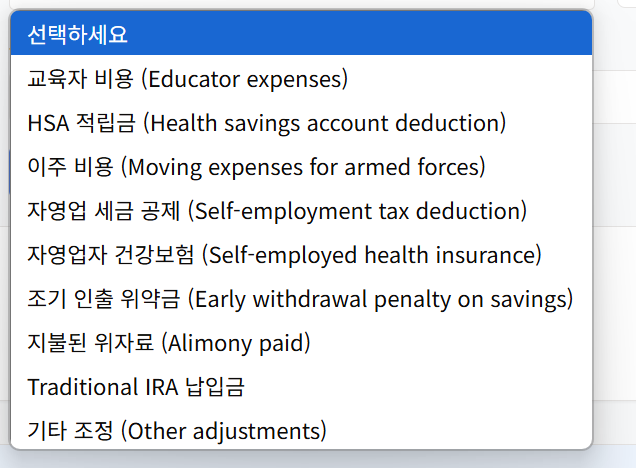 선택하세요
교육자 비용 (Educator expenses)
HSA 적립금 (Health savings account deduction)
이주 비용 (Moving expenses for armed forces)
자영업 세금 공제 (Self-employment tax deduction)
자영업자 건강보험 (Self-employed health insurance)
조기 인출 위약금 (Early withdrawal penalty on savings)
지불된 위자료 (Alimony paid)
Traditional IRA 납입금
기타 조정 (Other adjustments)